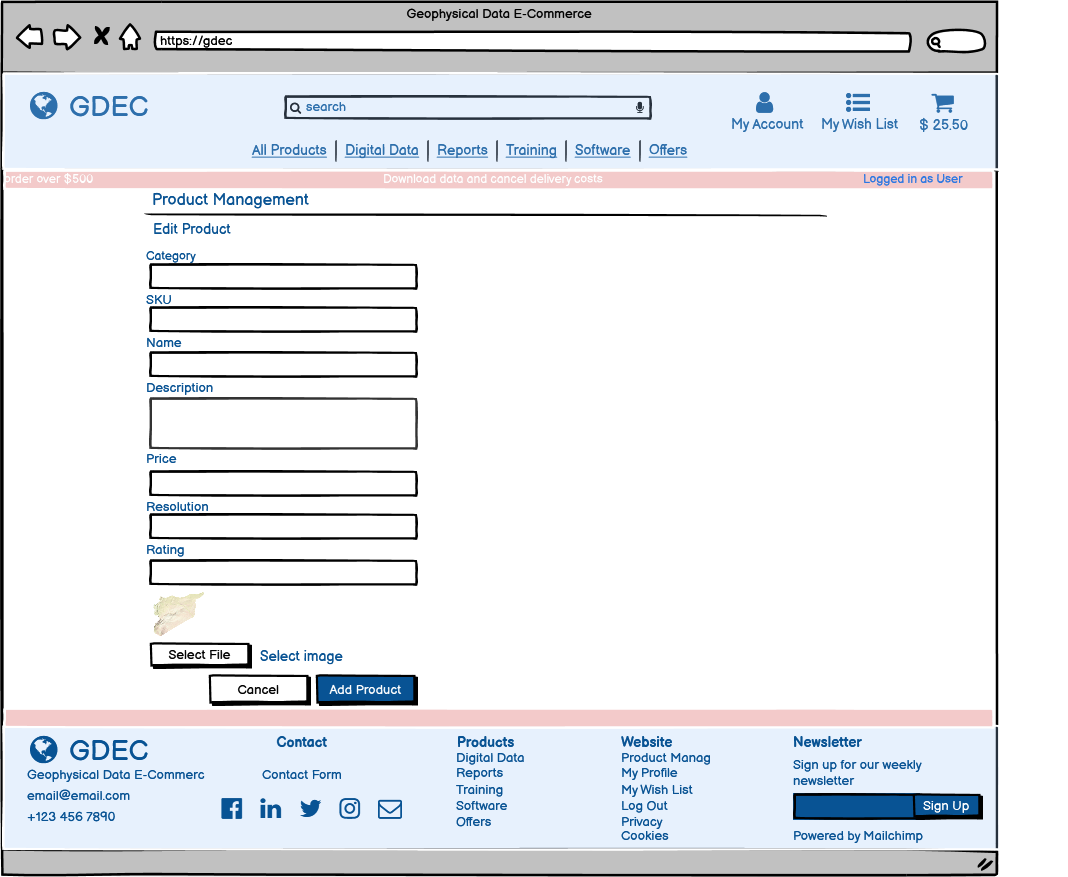 Geophysical Data E-Commerce
https://gdec
GDEC
search
My Account
My Wish List
$ 25.50
All Products
Digital Data
Reports
Training
Software
Offers
order over $500
Download data and cancel delivery costs
Logged in as User
Product Management
Edit Product
Category
SKU
Name
Description
Price
Resolution
Rating
Select File
Select image
Cancel
Add Product
GDEC
Geophysical Data E-Commerc
email@email.com
+123 456 7890
Contact
Contact Form
Products
Digital Data
Reports
Training
Software
Offers
Website
Product Manag
My Profile
My Wish List
Log Out
Privacy
Cookies
Newsletter
Sign up for our weekly
newsletter
Sign Up
Powered by Mailchimp